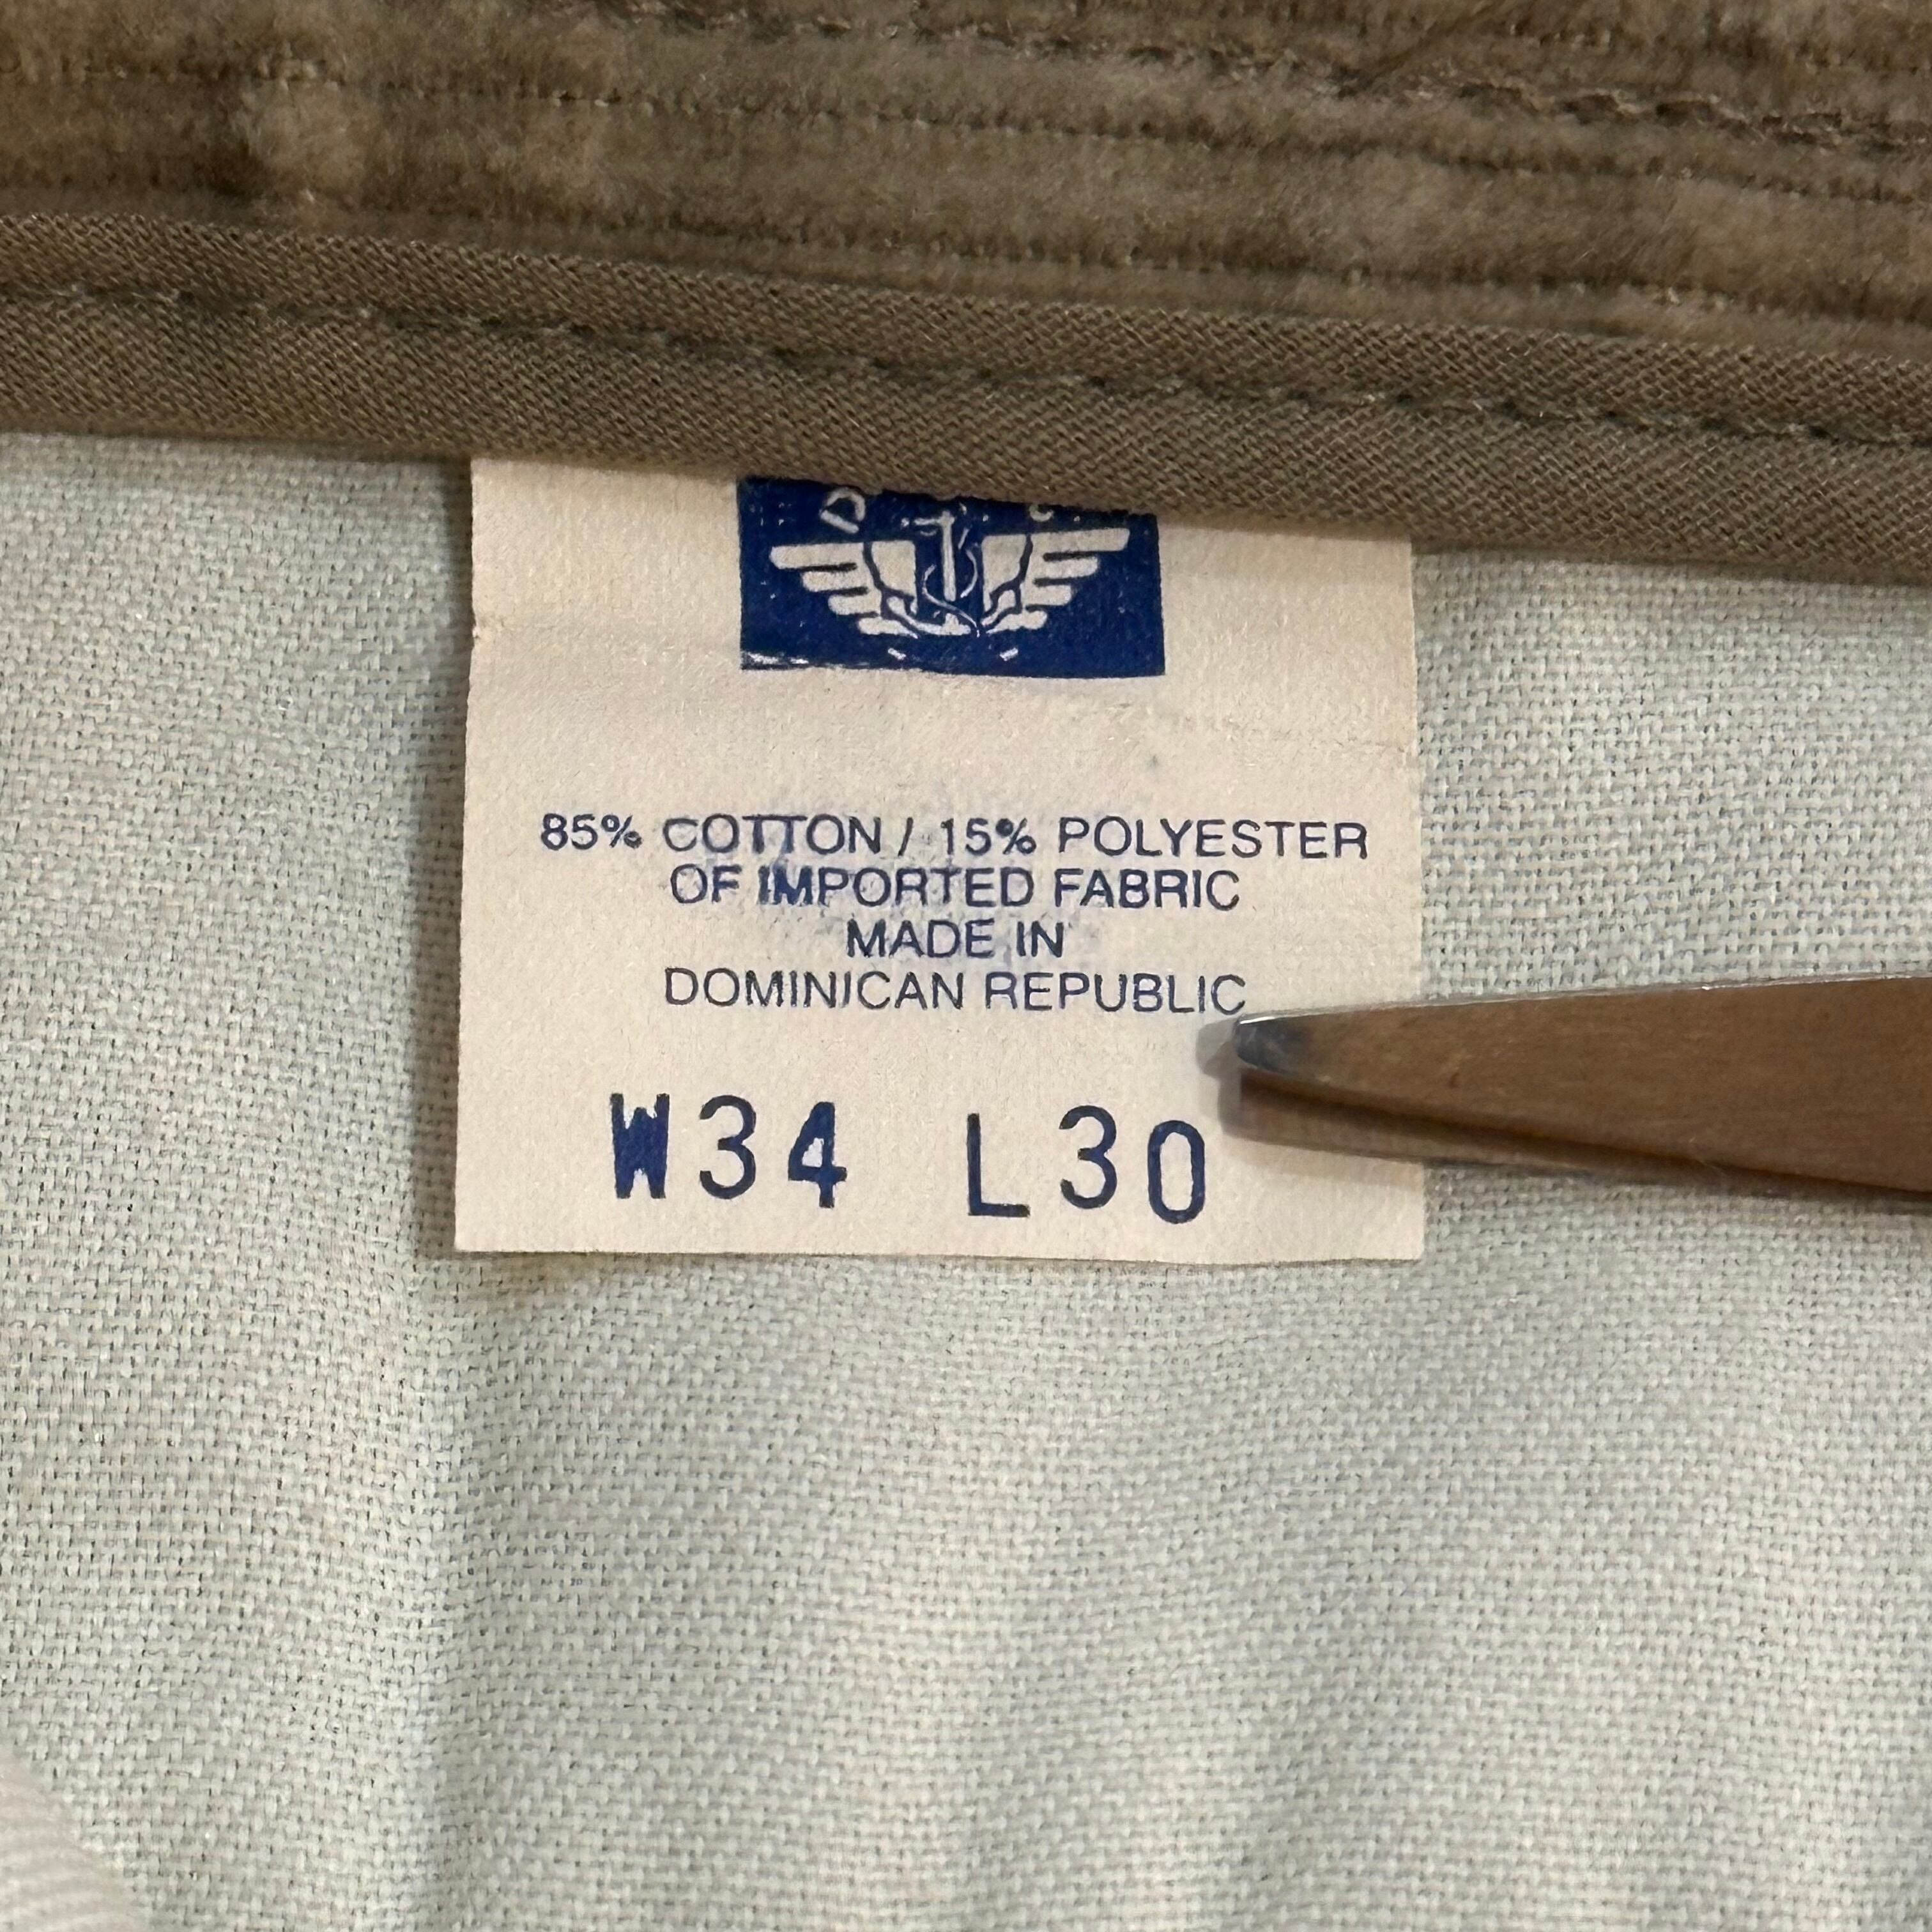 85% COTTON / 15% POLYESTER
OF IMPORTED FABRIC
MADE IN
DOMINICAN REPUBLIC
W34 L30